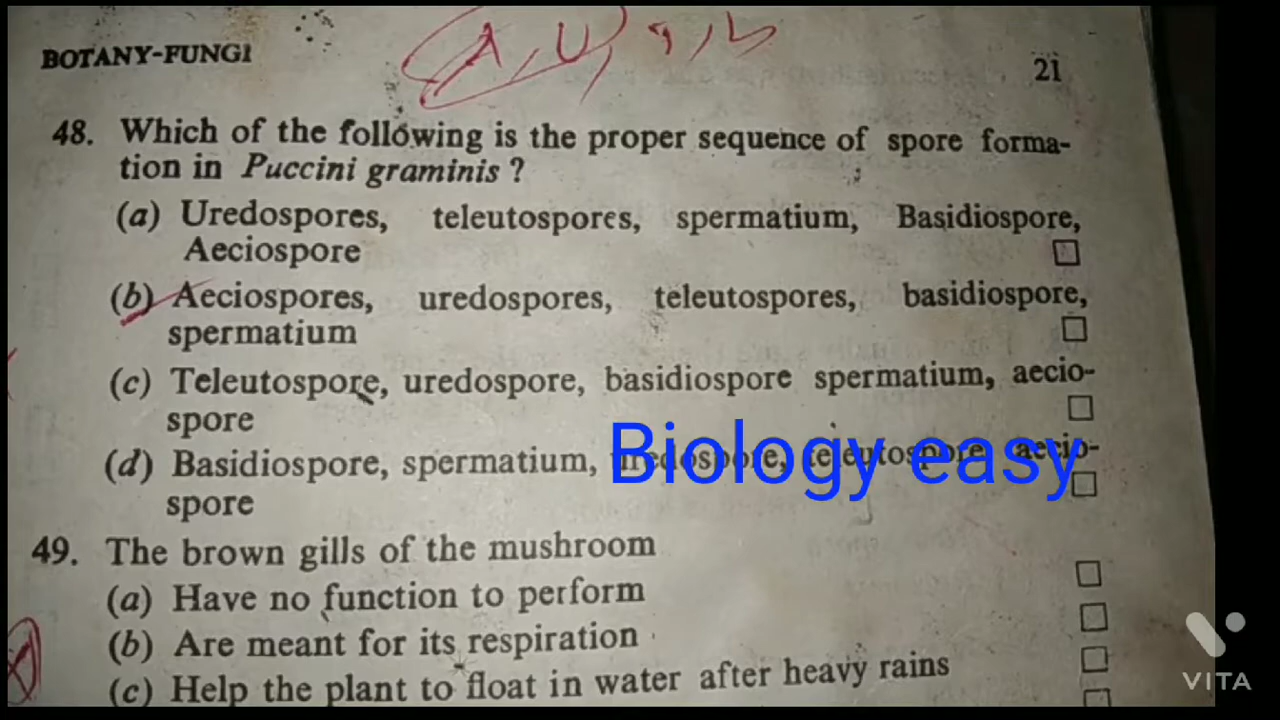 BOTANY-FUNGI
21
48. Which of the following is the proper sequence of spore forma-
tion in Puccini graminis ?
(a) Uredospores, teleutospores, spermatium, Basidiospore,
Aeciospore
(b) Aeciospores, uredospores, teleutospores, basidiospore,
spermatium
(c) Teleutospore, uredospore, basidiospore spermatium, aecio-
spore
(d) Basidiospore, spermatium, uredospore, teleutospore, aecio-
spore
Biology easy
49. The brown gills of the mushroom
(a) Have no function to perform
(b) Are meant for its respiration
(c) Help the plant to float in water after heavy rains
VITA